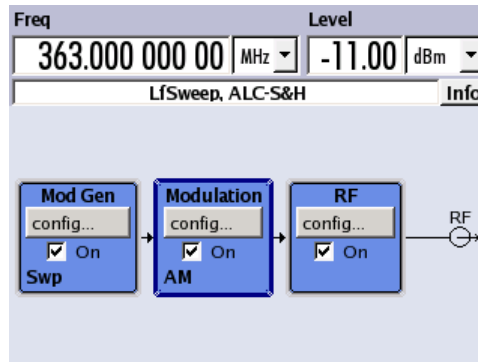 Freq Level
363.000 000 00 MHz -11.00 dBm
LfSweep, ALC-S&H Info
Mod Gen Modulation RF
config... config... config... RF
On On On
Swp AM